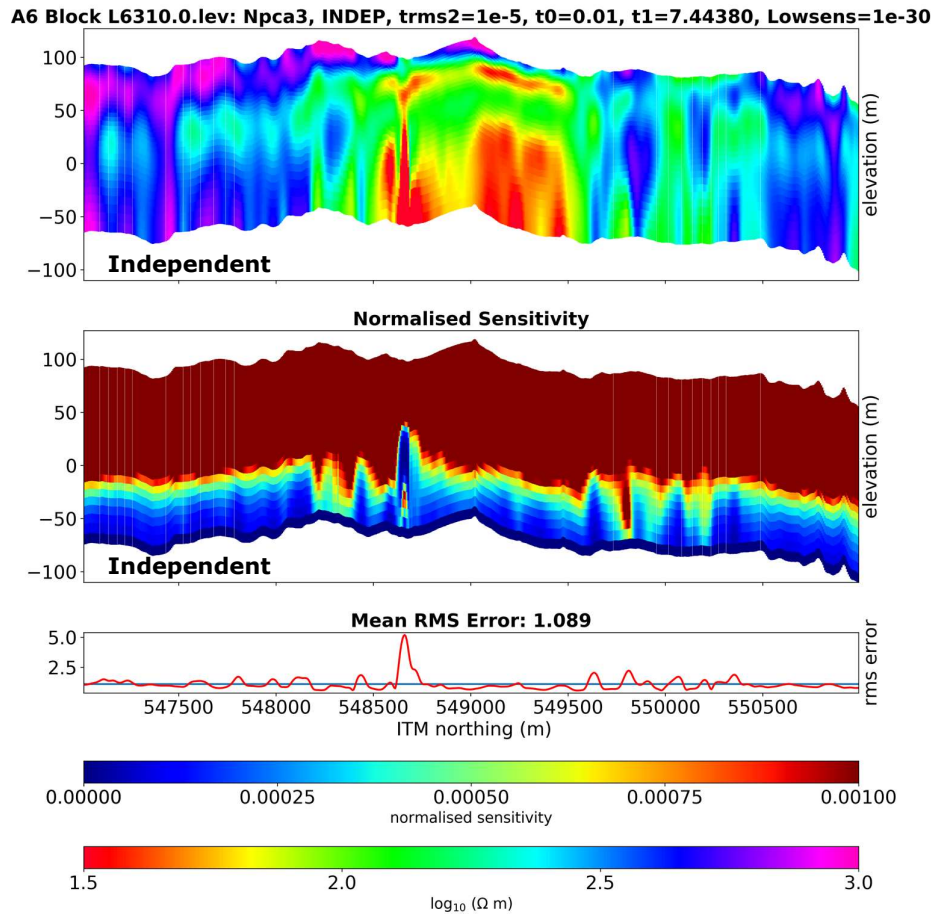 A6 Block L6310.0.lev: Npca3, INDEP, trms2=1e-5, t0=0.01, t1=7.44380, Lowsens=1e-30
100
50
0
−50
−100
elevation (m)
Independent
Normalised Sensitivity
100
50
0
−50
−100
elevation (m)
Independent
Mean RMS Error: 1.089
5.0
2.5
rms error
547500 548000 548500 549000 549500 550000 550500
ITM northing (m)
0.00000 0.00025 0.00050 0.00075 0.00100
normalised sensitivity
1.5 2.0 2.5 3.0
log₁₀ (Ω m)